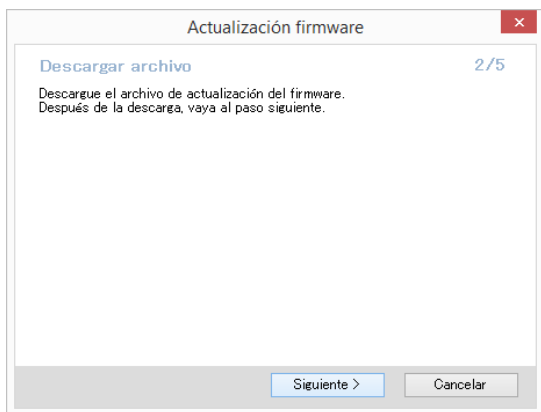 Actualización firmware
Descargar archivo 2/5
Descargue el archivo de actualización del firmware.
Después de la descarga, vaya al paso siguiente.
Siguiente > Cancelar